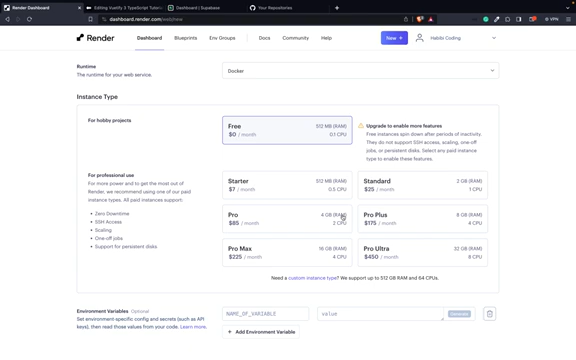 Render · Dashboard
Editing Vuetify 3 TypeScript Tutori
Dashboard | Supabase
Your Repositories
dashboard.render.com/web/new
VPN
Render
Dashboard
Blueprints
Env Groups
Docs
Community
Help
New +
Habibi Coding
Runtime
The runtime for your web service.
Docker
Instance Type
For hobby projects
Free
512 MB (RAM)
$0 / month
0.1 CPU
Upgrade to enable more features
Free instances spin down after periods of inactivity.
They do not support SSH access, scaling, one-off
jobs, or persistent disks. Select any paid instance
type to enable these features.
For professional use
For more power and to get the most out of
Render, we recommend using one of our paid
instance types. All paid instances support:
• Zero Downtime
• SSH Access
• Scaling
• One-off jobs
• Support for persistent disks
Starter
512 MB (RAM)
$7 / month
0.5 CPU
Standard
2 GB (RAM)
$25 / month
1 CPU
Pro
4 GB (RAM)
$85 / month
2 CPU
Pro Plus
8 GB (RAM)
$175 / month
4 CPU
Pro Max
16 GB (RAM)
$225 / month
4 CPU
Pro Ultra
32 GB (RAM)
$450 / month
8 CPU
Need a custom instance type? We support up to 512 GB RAM and 64 CPUs.
Environment Variables Optional
Set environment-specific config and secrets (such as API
keys), then read those values from your code. Learn more.
NAME_OF_VARIABLE
value
Generate
+ Add Environment Variable